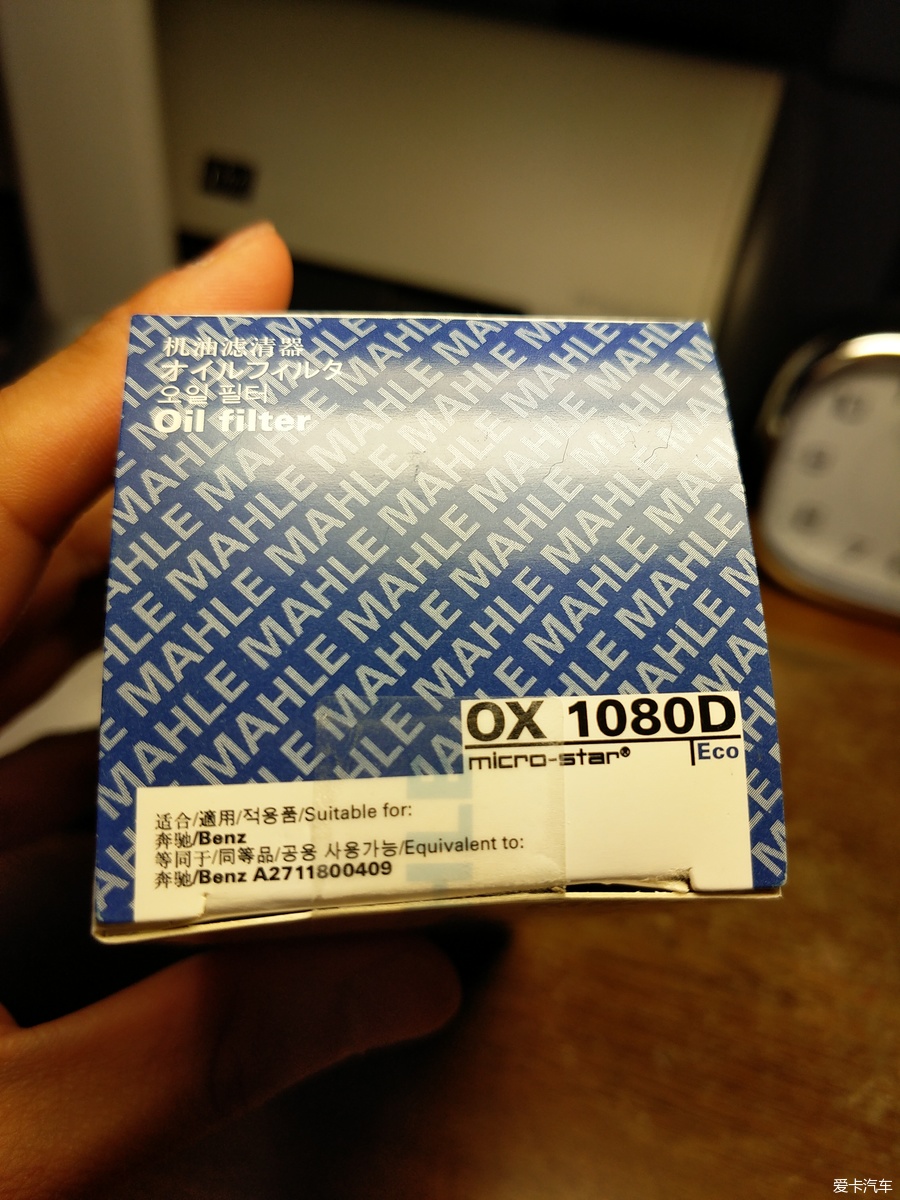 机油滤清器
オイルフィルタ
오일 필터
Oil filter
MAHLE MAHLE MAHLE MAHLE MAHLE
OX 1080D
micro-star® Eco
适合/適用/적용품/Suitable for:
奔驰/Benz
等同于/同等品/공용 사용가능/Equivalent to:
奔驰/Benz A2711800409
爱卡汽车